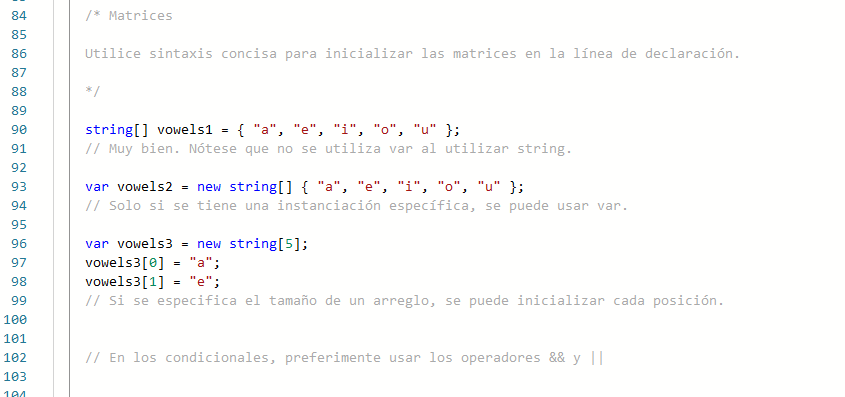 84 /* Matrices
85
86 Utilice sintaxis concisa para inicializar las matrices en la línea de declaración.
87
88 */
89
90 string[] vowels1 = { "a", "e", "i", "o", "u" };
91 // Muy bien. Nótese que no se utiliza var al utilizar string.
92
93 var vowels2 = new string[] { "a", "e", "i", "o", "u" };
94 // Solo si se tiene una instanciación específica, se puede usar var.
95
96 var vowels3 = new string[5];
97 vowels3[0] = "a";
98 vowels3[1] = "e";
99 // Si se especifica el tamaño de un arreglo, se puede inicializar cada posición.
100
101
102 // En los condicionales, preferimente usar los operadores && y ||
103
104